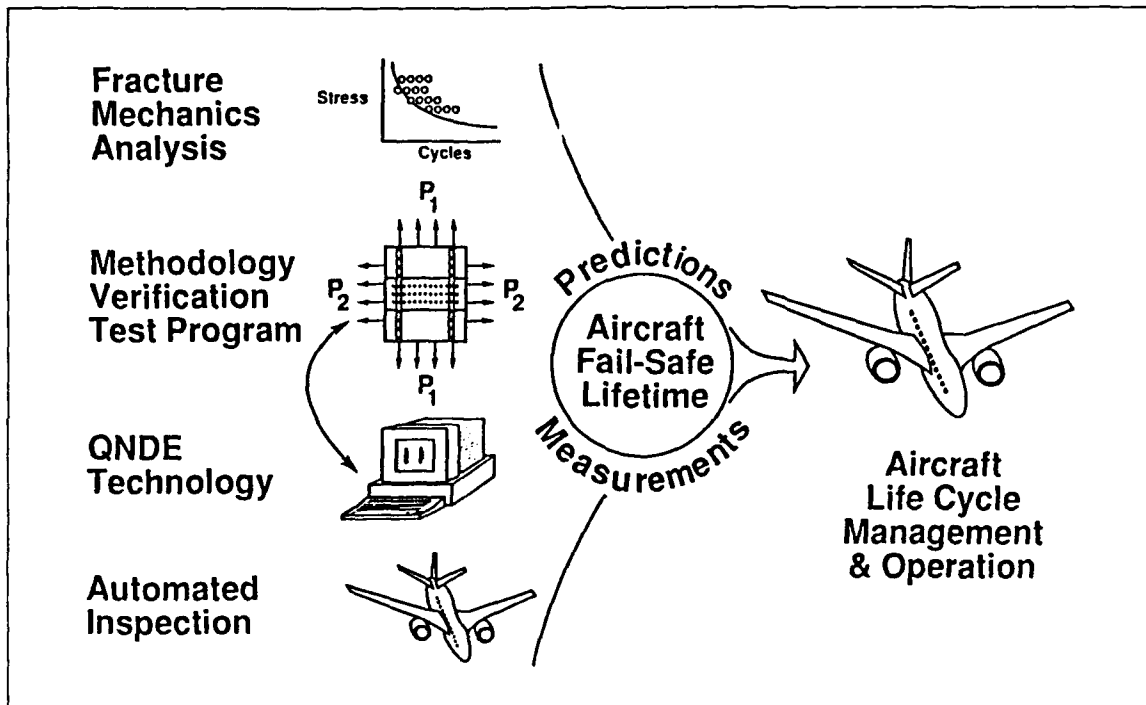 Fracture
Mechanics
Analysis
Stress
Cycles
Methodology
Verification
Test Program
P1
P2
P2
P1
QNDE
Technology
Automated
Inspection
Predictions
Aircraft
Fail-Safe
Lifetime
Measurements
Aircraft
Life Cycle
Management
& Operation